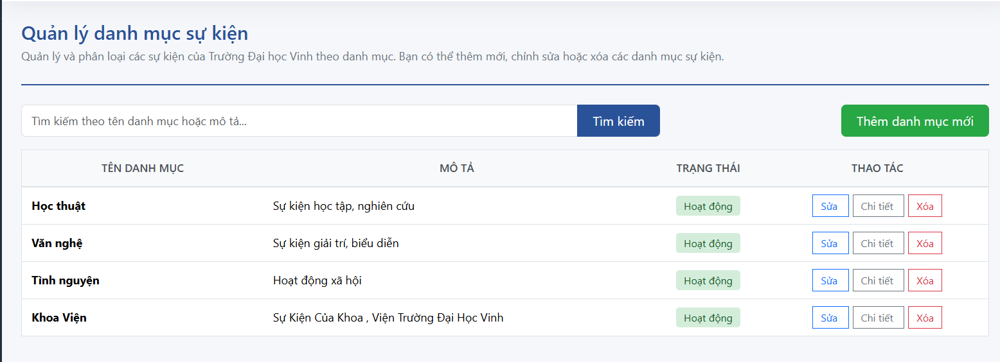 Quản lý danh mục sự kiện
Quản lý và phân loại các sự kiện của Trường Đại học Vinh theo danh mục. Bạn có thể thêm mới, chỉnh sửa hoặc xóa các danh mục sự kiện.
Tìm kiếm theo tên danh mục hoặc mô tả... Tìm kiếm Thêm danh mục mới
TÊN DANH MỤC MÔ TẢ TRẠNG THÁI THAO TÁC
Học thuật Sự kiện học tập, nghiên cứu Hoạt động Sửa Chi tiết Xóa
Văn nghệ Sự kiện giải trí, biểu diễn Hoạt động Sửa Chi tiết Xóa
Tình nguyện Hoạt động xã hội Hoạt động Sửa Chi tiết Xóa
Khoa Viện Sự Kiện Của Khoa , Viện Trường Đại Học Vinh Hoạt động Sửa Chi tiết Xóa